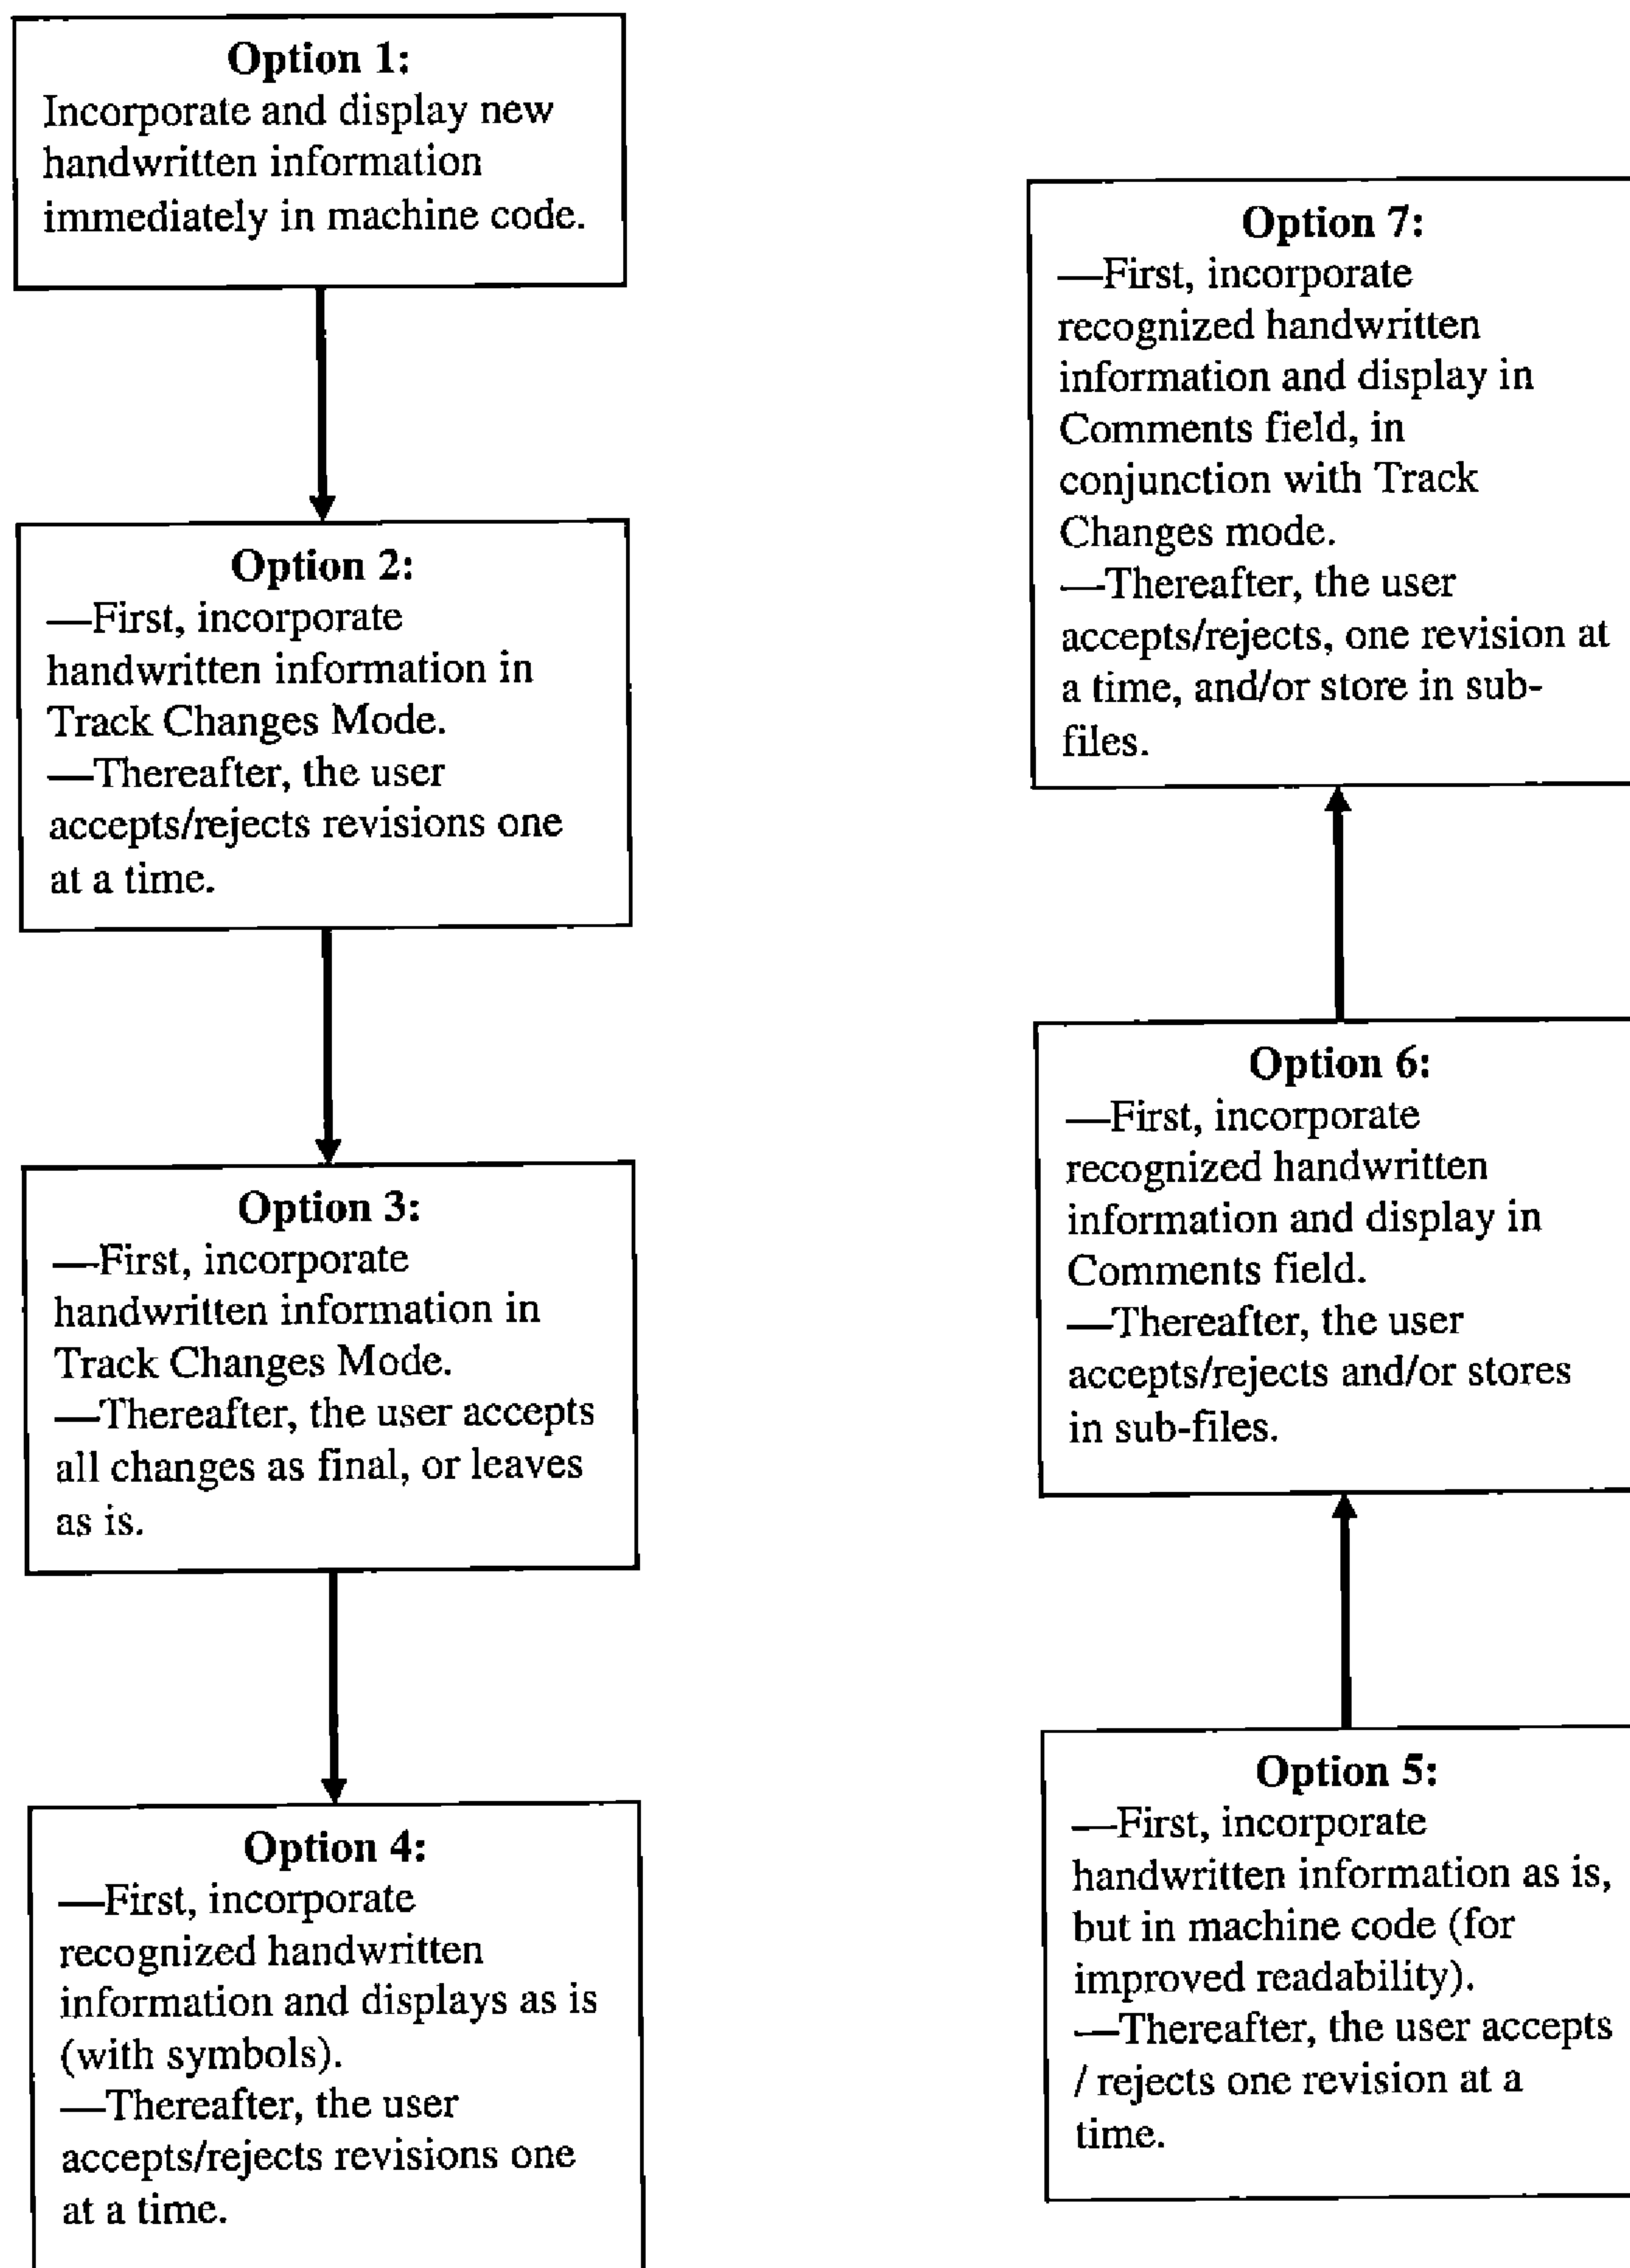 Option 1:
Incorporate and display new
handwritten information
immediately in machine code.
Option 2:
—First, incorporate
handwritten information in
Track Changes Mode.
—Thereafter, the user
accepts/rejects revisions one
at a time.
Option 3:
—First, incorporate
handwritten information in
Track Changes Mode.
—Thereafter, the user accepts
all changes as final, or leaves
as is.
Option 4:
—First, incorporate
recognized handwritten
information and displays as is
(with symbols).
—Thereafter, the user
accepts/rejects revisions one
at a time.
Option 7:
—First, incorporate
recognized handwritten
information and display in
Comments field, in
conjunction with Track
Changes mode.
—Thereafter, the user
accepts/rejects, one revision at
a time, and/or store in sub-
files.
Option 6:
—First, incorporate
recognized handwritten
information and display in
Comments field.
—Thereafter, the user
accepts/rejects and/or stores
in sub-files.
Option 5:
—First, incorporate
handwritten information as is,
but in machine code (for
improved readability).
—Thereafter, the user accepts
/ rejects one revision at a
time.